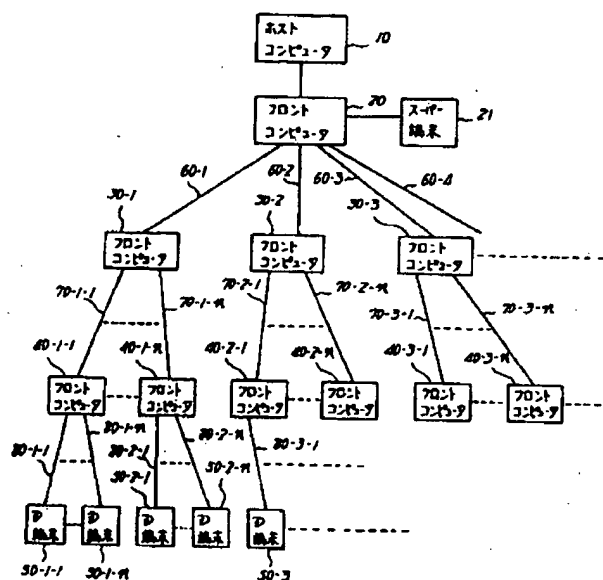 ホスト
コンピュータ
10
フロント
コンピュータ
20
スーパー
端末
21
60-1
60-2
60-3
60-4
30-1
30-2
30-3
フロント
コンピュータ
フロント
コンピュータ
フロント
コンピュータ
70-1-1
70-1-n
70-2-1
70-2-n
70-3-1
70-3-n
40-1-1
40-1-n
40-2-1
40-2-n
40-3-1
40-3-n
フロント
コンピュータ
フロント
コンピュータ
フロント
コンピュータ
フロント
コンピュータ
フロント
コンピュータ
フロント
コンピュータ
80-1-1
80-1-n
80-2-1
80-2-n
80-3-1
50-2-1
50-2-n
D
端末
D
端末
D
端末
D
端末
D
端末
50-1-1
50-1-n
50-3